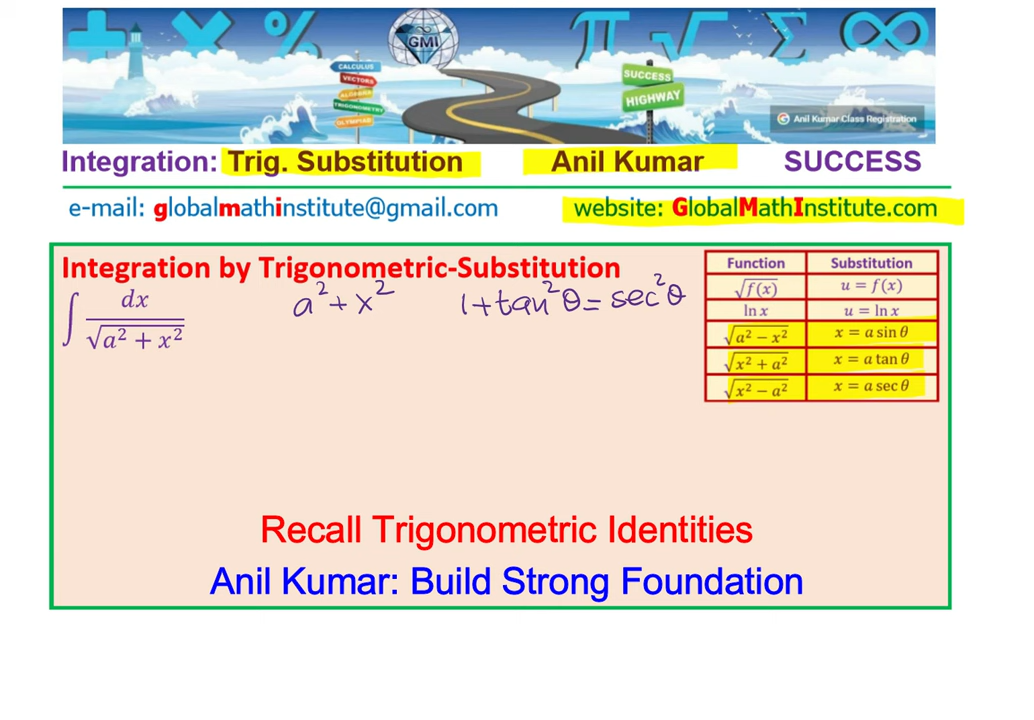 GMI
CALCULUS
VECTORS
ALGEBRA
TRIGONOMETRY
OLYMPIAD
SUCCESS
HIGHWAY
Anil Kumar Class Registration
Integration: Trig. Substitution Anil Kumar SUCCESS
e-mail: globalmathinstitute@gmail.com website: GlobalMathInstitute.com
Integration by Trigonometric-Substitution
∫ dx / √(a² + x²) a² + x² 1 + tan²θ = sec²θ
Function Substitution
√f(x) u = f(x)
ln x u = ln x
√(a² − x²) x = a sin θ
√(x² + a²) x = a tan θ
√(x² − a²) x = a sec θ
Recall Trigonometric Identities
Anil Kumar: Build Strong Foundation